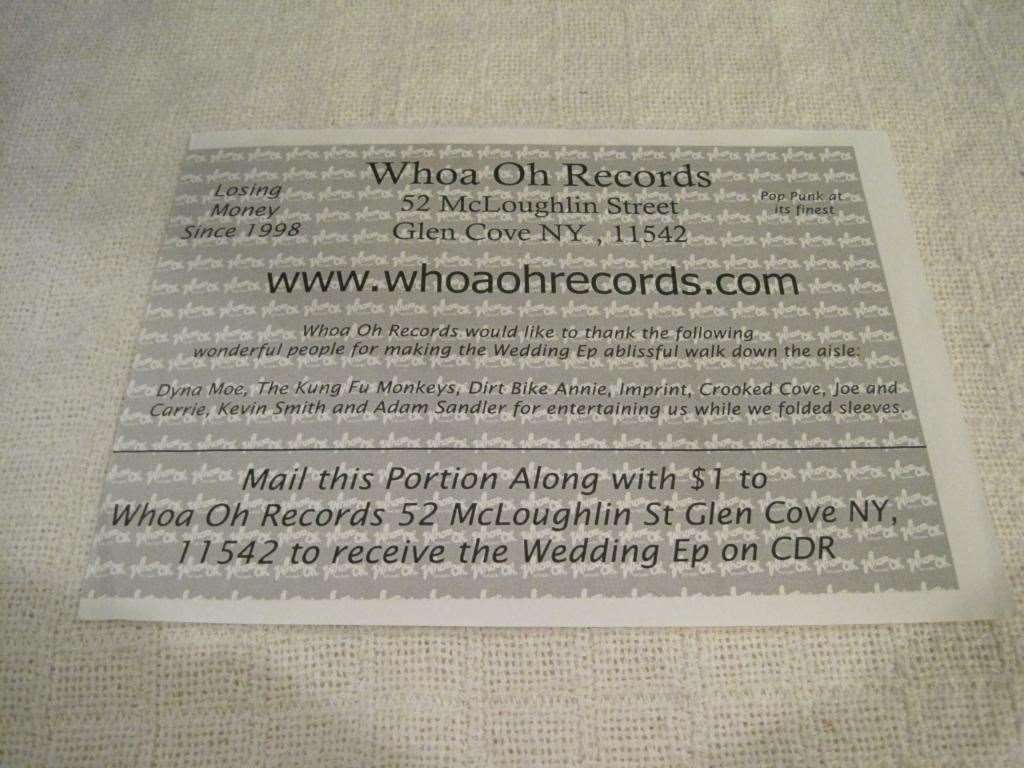 Whoa Oh Records
Losing
Money
Since 1998
52 McLoughlin Street
Glen Cove NY , 11542
Pop Punk at
its finest
www.whoaohrecords.com
Whoa Oh Records would like to thank the following
wonderful people for making the Wedding Ep ablissful walk down the aisle:
Dyna Moe, The Kung Fu Monkeys, Dirt Bike Annie, Imprint, Crooked Cove, Joe and
Carrie, Kevin Smith and Adam Sandler for entertaining us while we folded sleeves.
Mail this Portion Along with $1 to
Whoa Oh Records 52 McLoughlin St Glen Cove NY,
11542 to receive the Wedding Ep on CDR